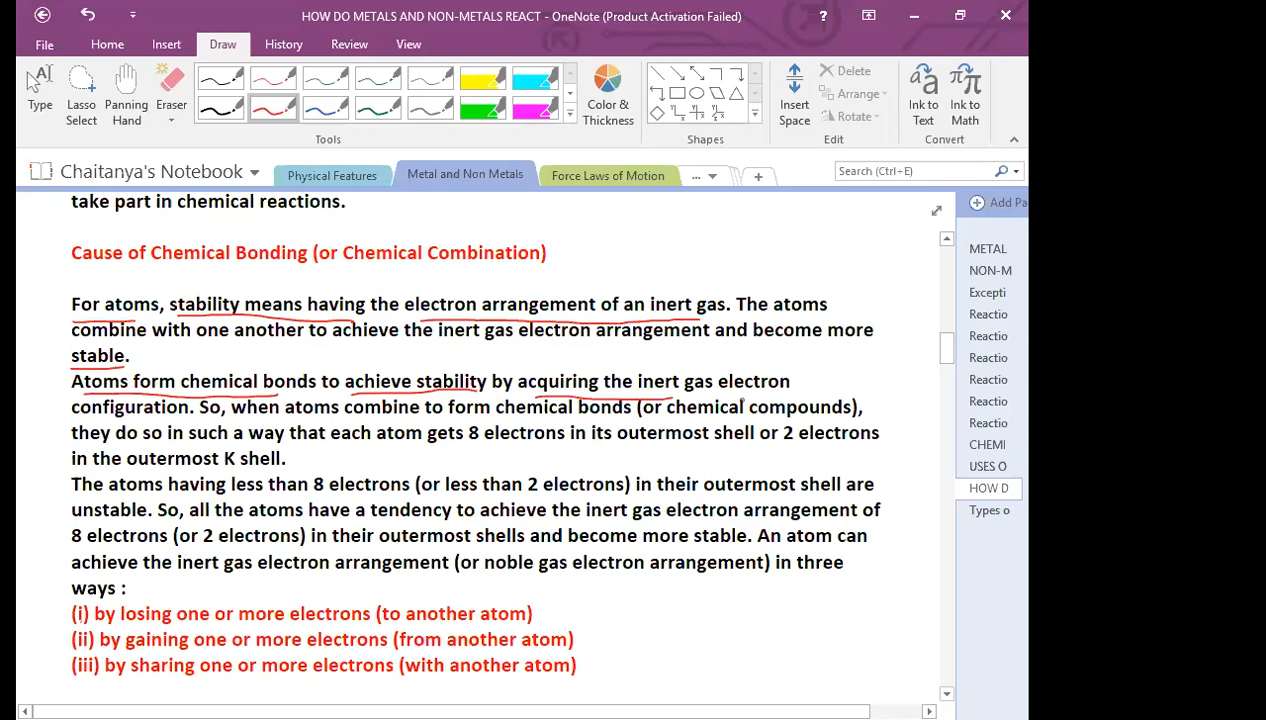 HOW DO METALS AND NON-METALS REACT - OneNote (Product Activation Failed)
?
File Home Insert Draw History Review View
Type
Lasso Select
Panning Hand
Eraser
Color & Thickness
Insert Space
Delete
Arrange
Rotate
Ink to Text
Ink to Math
Tools
Shapes
Edit
Convert
Chaitanya's Notebook
Physical Features
Metal and Non Metals
Force Laws of Motion
...
Search (Ctrl+E)
take part in chemical reactions.
Cause of Chemical Bonding (or Chemical Combination)
For atoms, stability means having the electron arrangement of an inert gas. The atoms
combine with one another to achieve the inert gas electron arrangement and become more
stable.
Atoms form chemical bonds to achieve stability by acquiring the inert gas electron
configuration. So, when atoms combine to form chemical bonds (or chemical compounds),
they do so in such a way that each atom gets 8 electrons in its outermost shell or 2 electrons
in the outermost K shell.
The atoms having less than 8 electrons (or less than 2 electrons) in their outermost shell are
unstable. So, all the atoms have a tendency to achieve the inert gas electron arrangement of
8 electrons (or 2 electrons) in their outermost shells and become more stable. An atom can
achieve the inert gas electron arrangement (or noble gas electron arrangement) in three
ways :
(i) by losing one or more electrons (to another atom)
(ii) by gaining one or more electrons (from another atom)
(iii) by sharing one or more electrons (with another atom)
Add Pa
METAL
NON-M
Excepti
Reactio
Reactio
Reactio
Reactio
Reactio
Reactio
CHEMI
USES O
HOW D
Types o